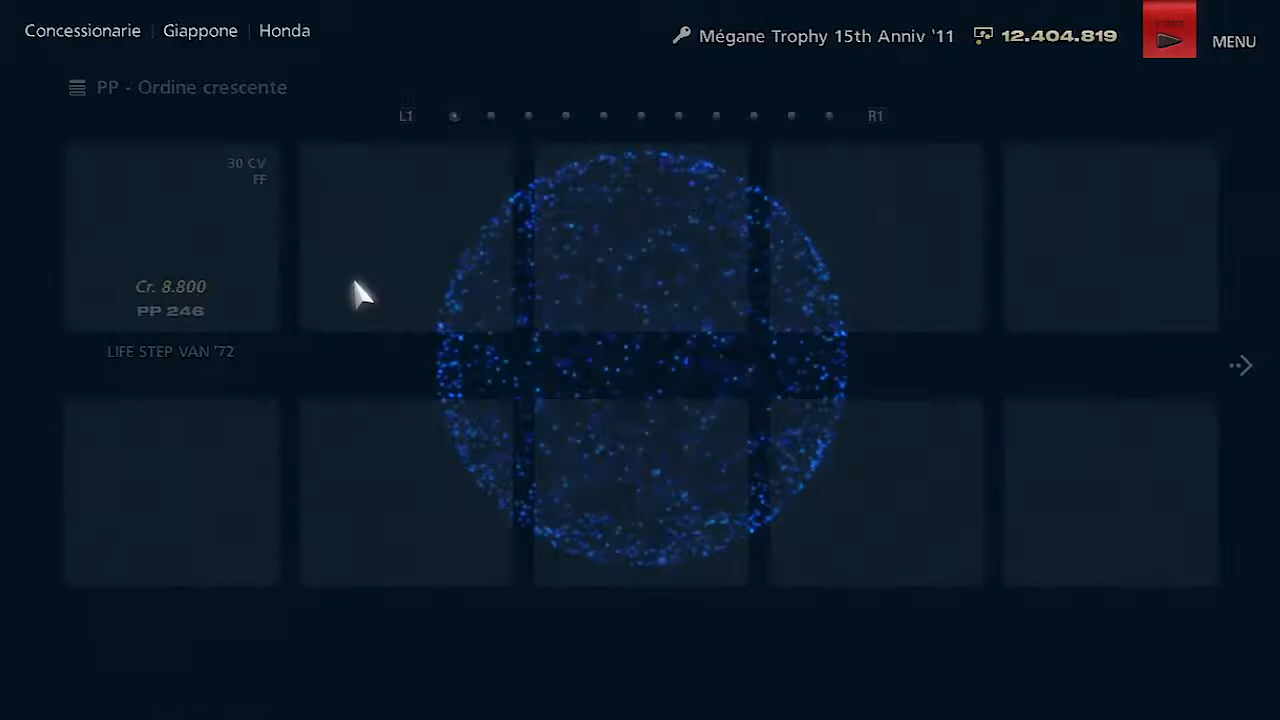 Concessionarie | Giappone | Honda
Mégane Trophy 15th Anniv '11
12.404.819
MENU
PP - Ordine crescente
L1
R1
30 CV
FF
Cr. 8.800
PP 246
LIFE STEP VAN '72